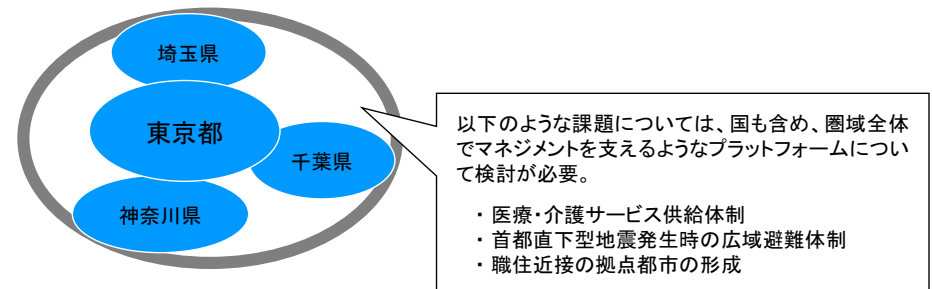 埼玉県
東京都
千葉県
神奈川県
以下のような課題については、国も含め、圏域全体
でマネジメントを支えるようなプラットフォームについ
て検討が必要。
・医療・介護サービス供給体制
・首都直下型地震発生時の広域避難体制
・職住近接の拠点都市の形成